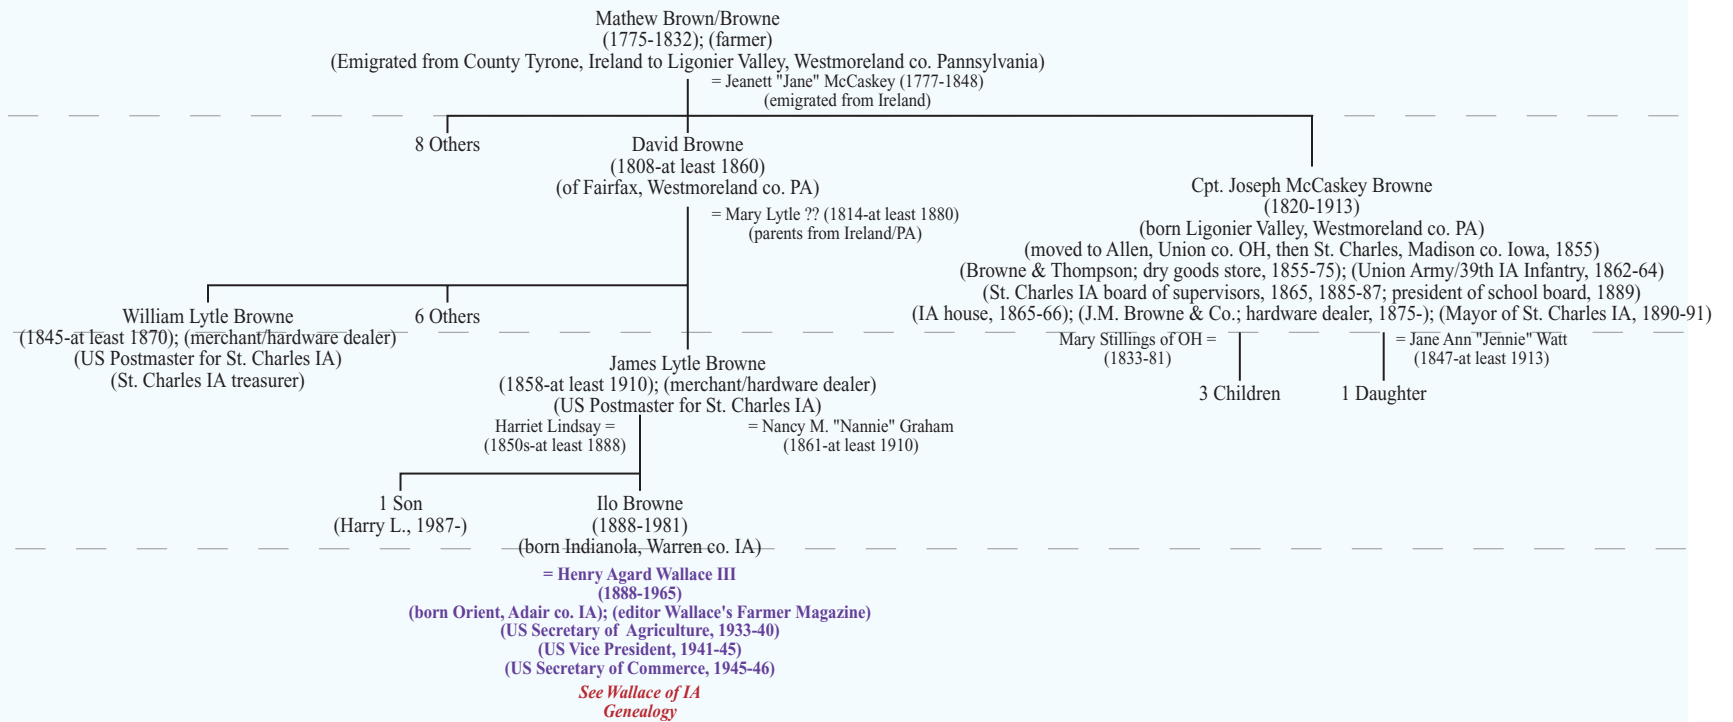 Mathew Brown/Browne
(1775-1832); (farmer)
(Emigrated from County Tyrone, Ireland to Ligonier Valley, Westmoreland co. Pannsylvania)
= Jeanett "Jane" McCaskey (1777-1848)
(emigrated from Ireland)
8 Others
David Browne
(1808-at least 1860)
(of Fairfax, Westmoreland co. PA)
= Mary Lytle ?? (1814-at least 1880)
(parents from Ireland/PA)
Cpt. Joseph McCaskey Browne
(1820-1913)
(born Ligonier Valley, Westmoreland co. PA)
(moved to Allen, Union co. OH, then St. Charles, Madison co. Iowa, 1855)
(Browne & Thompson; dry goods store, 1855-75); (Union Army/39th IA Infantry, 1862-64)
(St. Charles IA board of supervisors, 1865, 1885-87; president of school board, 1889)
(IA house, 1865-66); (J.M. Browne & Co.; hardware dealer, 1875-); (Mayor of St. Charles IA, 1890-91)
Mary Stillings of OH =
(1833-81)
= Jane Ann "Jennie" Watt
(1847-at least 1913)
3 Children
1 Daughter
William Lytle Browne
(1845-at least 1870); (merchant/hardware dealer)
(US Postmaster for St. Charles IA)
(St. Charles IA treasurer)
6 Others
James Lytle Browne
(1858-at least 1910); (merchant/hardware dealer)
(US Postmaster for St. Charles IA)
Harriet Lindsay =
(1850s-at least 1888)
= Nancy M. "Nannie" Graham
(1861-at least 1910)
1 Son
(Harry L., 1987-)
Ilo Browne
(1888-1981)
(born Indianola, Warren co. IA)
= Henry Agard Wallace III
(1888-1965)
(born Orient, Adair co. IA); (editor Wallace's Farmer Magazine)
(US Secretary of Agriculture, 1933-40)
(US Vice President, 1941-45)
(US Secretary of Commerce, 1945-46)
See Wallace of IA
Genealogy